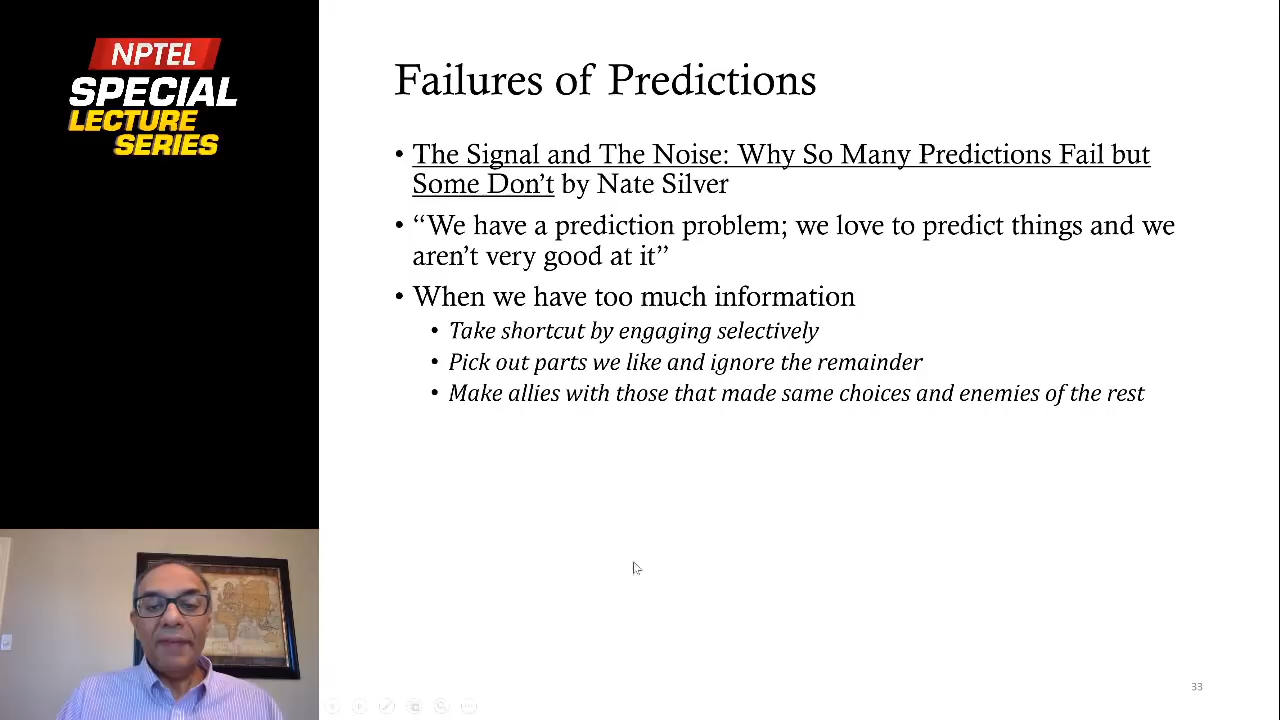 NPTEL
SPECIAL
LECTURE
SERIES
Failures of Predictions
• The Signal and The Noise: Why So Many Predictions Fail but
Some Don't by Nate Silver
• “We have a prediction problem; we love to predict things and we
aren't very good at it”
• When we have too much information
• Take shortcut by engaging selectively
• Pick out parts we like and ignore the remainder
• Make allies with those that made same choices and enemies of the rest
33